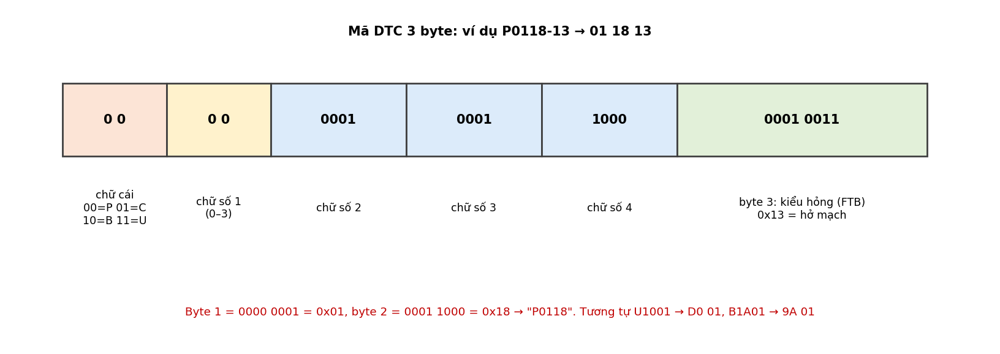 Mã DTC 3 byte: ví dụ P0118-13 → 01 18 13
0 0
0 0
0001
0001
1000
0001 0011
chữ cái
00=P 01=C
10=B 11=U
chữ số 1
(0–3)
chữ số 2
chữ số 3
chữ số 4
byte 3: kiểu hỏng (FTB)
0x13 = hở mạch
Byte 1 = 0000 0001 = 0x01, byte 2 = 0001 1000 = 0x18 → "P0118". Tương tự U1001 → D0 01, B1A01 → 9A 01